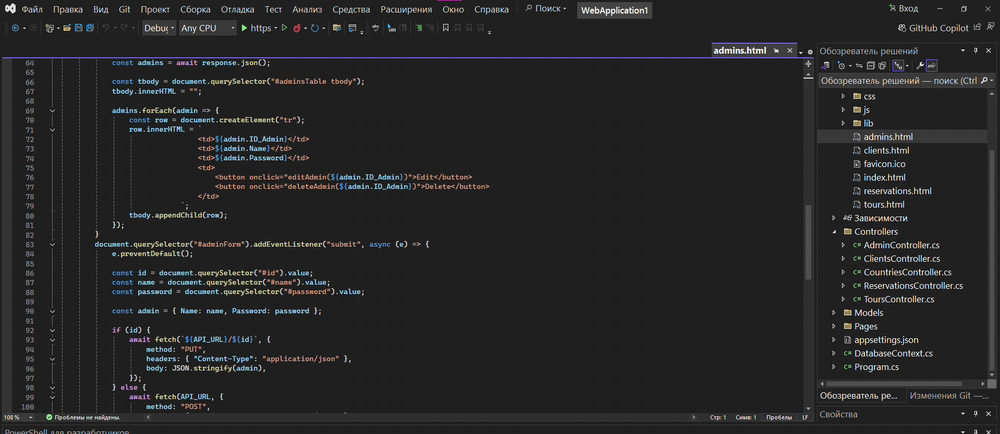 Файл Правка Вид Git Проект Сборка Отладка Тест Анализ Средства Расширения Окно Справка Поиск WebApplication1 Вход
Debug Any CPU https abc GitHub Copilot
admins.html
64 const admins = await response.json();
65
66 const tbody = document.querySelector("#adminsTable tbody");
67 tbody.innerHTML = "";
68
69 admins.forEach(admin => {
70 const row = document.createElement("tr");
71 row.innerHTML = `
72 <td>${admin.ID_Admin}</td>
73 <td>${admin.Name}</td>
74 <td>${admin.Password}</td>
75 <td>
76 <button onclick="editAdmin(${admin.ID_Admin})">Edit</button>
77 <button onclick="deleteAdmin(${admin.ID_Admin})">Delete</button>
78 </td>
79 `;
80 tbody.appendChild(row);
81 });
82 }
83 document.querySelector("#adminForm").addEventListener("submit", async (e) => {
84 e.preventDefault();
85
86 const id = document.querySelector("#id").value;
87 const name = document.querySelector("#name").value;
88 const password = document.querySelector("#password").value;
89
90 const admin = { Name: name, Password: password };
91
92 if (id) {
93 await fetch(`${API_URL}/${id}`, {
94 method: "PUT",
95 headers: { "Content-Type": "application/json" },
96 body: JSON.stringify(admin),
97 });
98 } else {
99 await fetch(API_URL, {
100 method: "POST",
108 % Проблемы не найдены. Стр: 1 Симв: 1 Пробелы LF
PowerShell для разработчиков
Обозреватель решений
Обозреватель решений — поиск (Ctrl
css
js
lib
admins.html
clients.html
favicon.ico
index.html
reservations.html
tours.html
Зависимости
Controllers
C# AdminController.cs
C# ClientsController.cs
C# CountriesController.cs
C# ReservationsController.cs
C# ToursController.cs
Models
Pages
appsettings.json
C# DatabaseContext.cs
C# Program.cs
Обозреватель ре... Изменения Git —...
Свойства